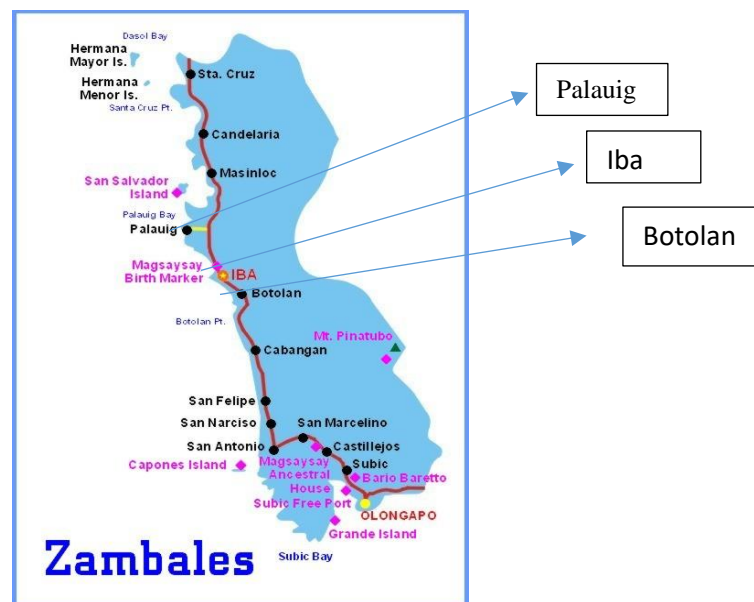 Dasol Bay
Hermana
Mayor Is.
Sta. Cruz
Hermana
Menor Is.
Santa Cruz Pt.
Candelaria
Masinloc
San Salvador
Island
Palauig Bay
Palauig
Magsaysay
Birth Marker
IBA
Botolan
Botolan Pt.
Mt. Pinatubo
Cabangan
San Felipe
San Narciso
San Marcelino
San Antonio
Castillejos
Capones Island
Magsaysay
Ancestral
House
Subic
Bario Baretto
Subic Free Port
OLONGAPO
Grande Island
Subic Bay
Zambales
Palauig
Iba
Botolan